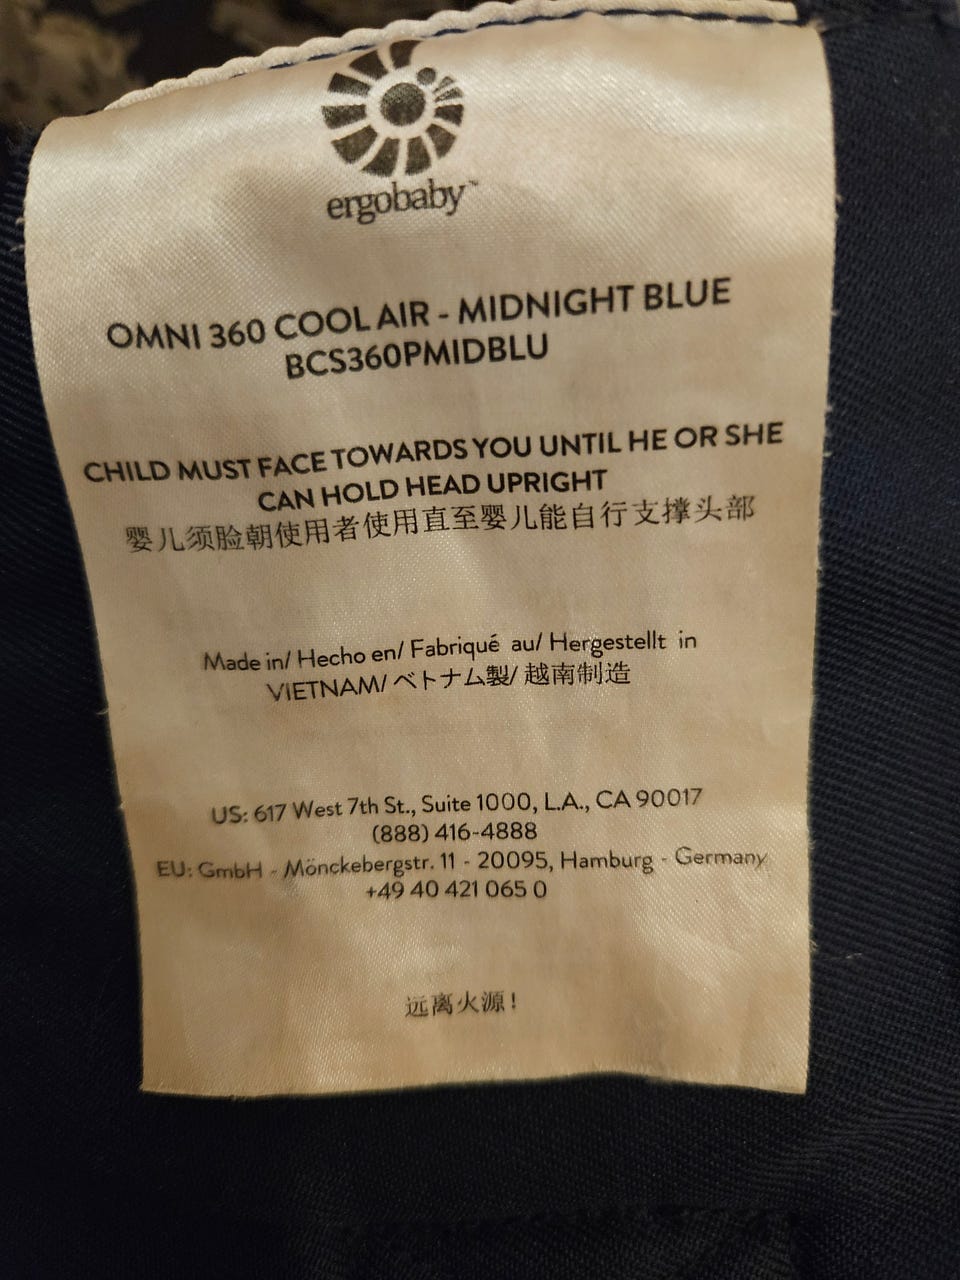 ergobaby™
OMNI 360 COOL AIR - MIDNIGHT BLUE
BCS360PMIDBLU
CHILD MUST FACE TOWARDS YOU UNTIL HE OR SHE
CAN HOLD HEAD UPRIGHT
婴儿须脸朝使用者使用直至婴儿能自行支撑头部
Made in/ Hecho en/ Fabriqué au/ Hergestellt in
VIETNAM/ ベトナム製/ 越南制造
US: 617 West 7th St., Suite 1000, L.A., CA 90017
(888) 416-4888
EU: GmbH - Mönckebergstr. 11 - 20095, Hamburg - Germany
+49 40 421 065 0
远离火源！